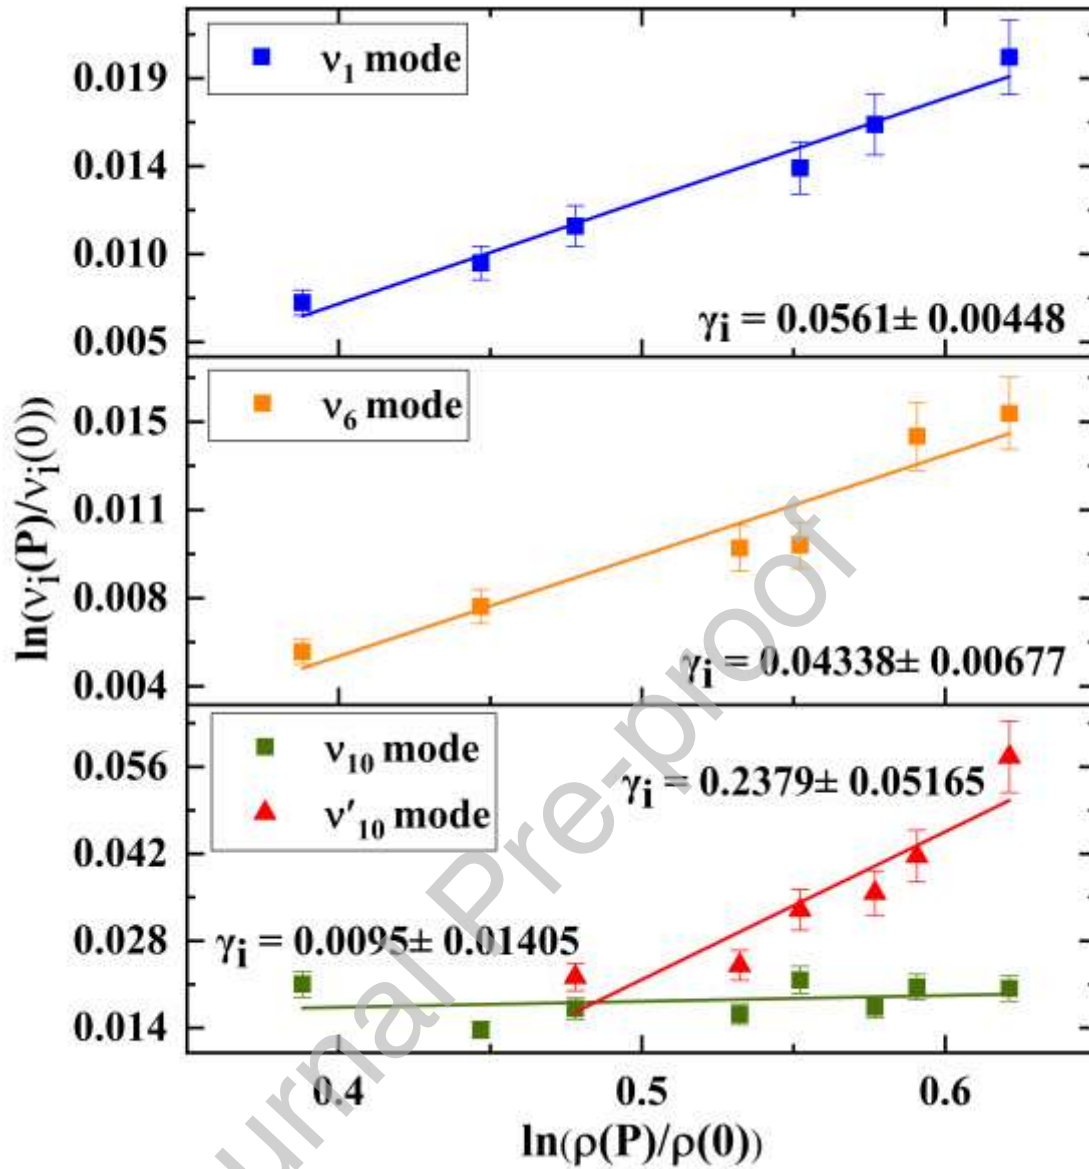 ν₁ mode
0.019
0.014
0.010
0.005
γi = 0.0561± 0.00448
ν₆ mode
0.015
0.011
0.008
0.004
γi = 0.04338± 0.00677
ν₁₀ mode
ν′₁₀ mode
γi = 0.2379± 0.05165
γi = 0.0095± 0.01405
0.056
0.042
0.028
0.014
0.4 0.5 0.6
ln(ρ(P)/ρ(0))
ln(νi(P)/νi(0))
urnal Pre-proof